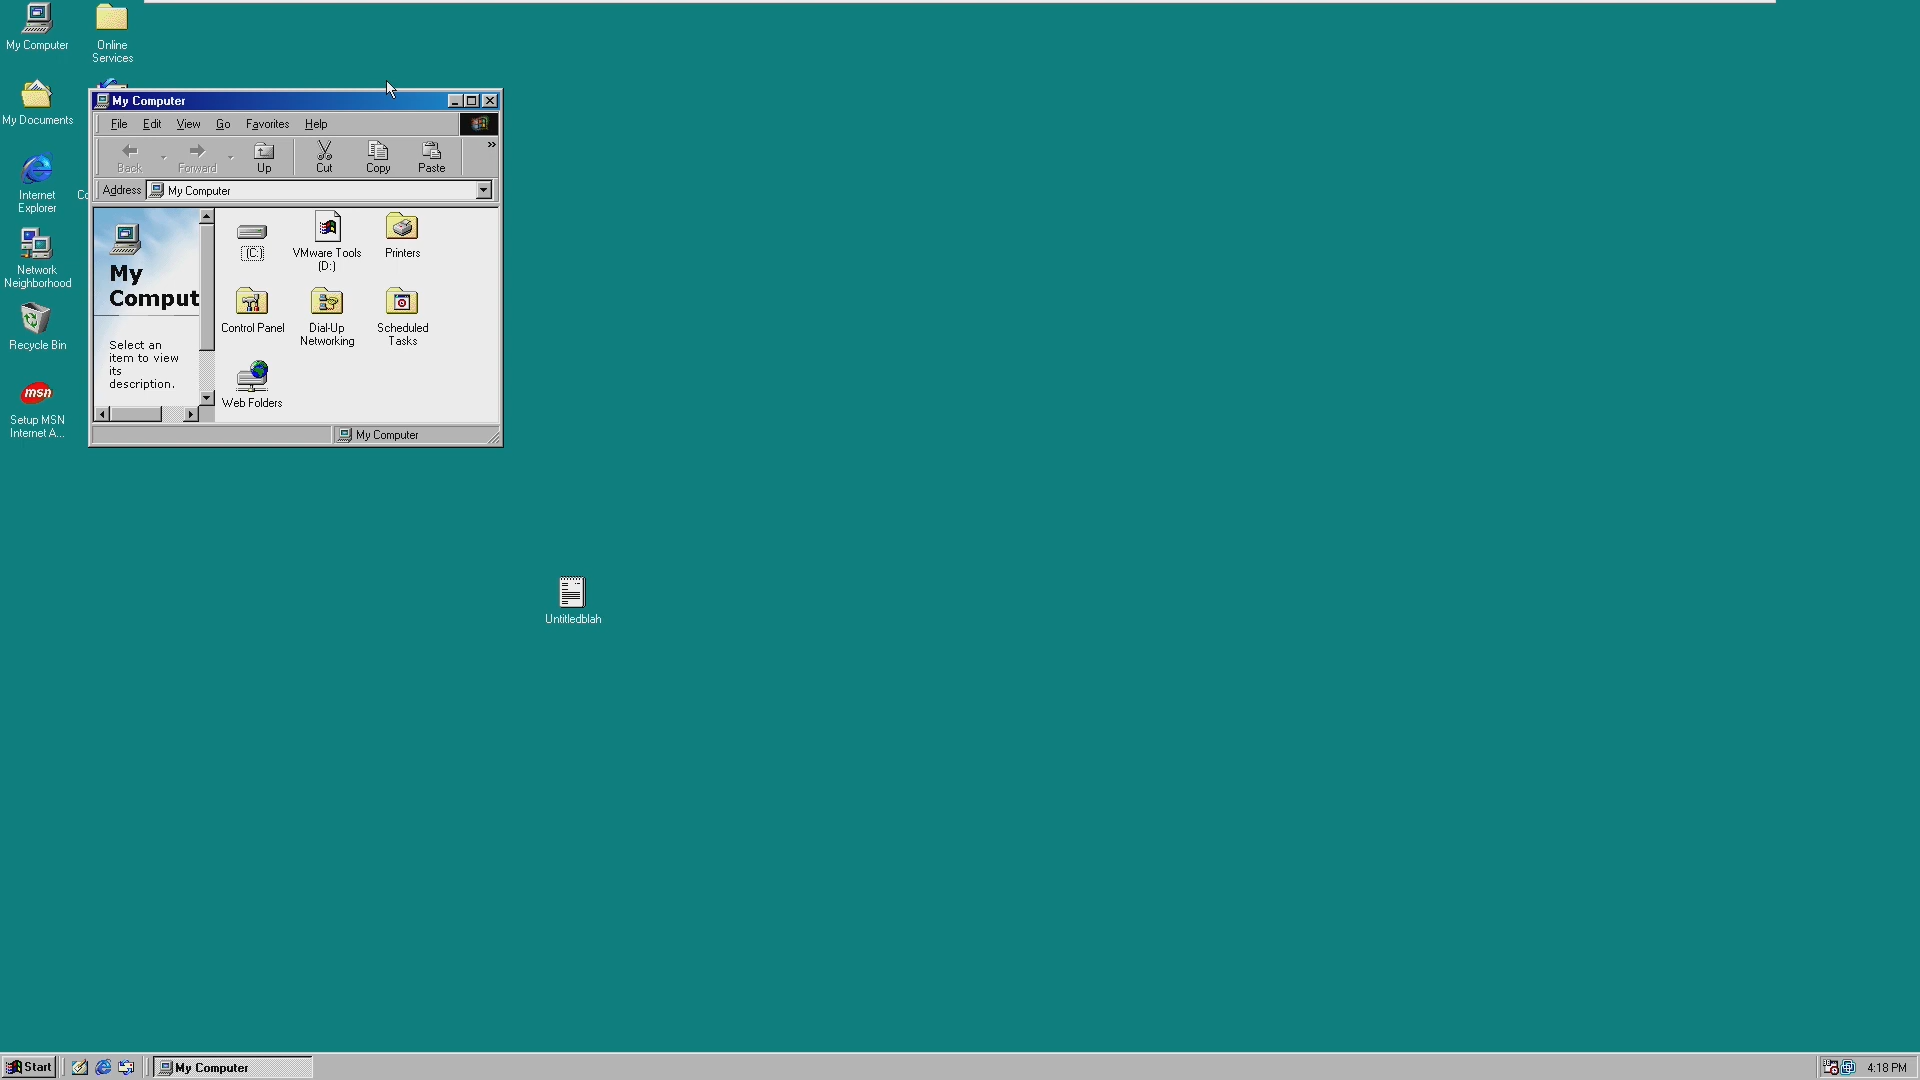 My Computer
Online
Services
My Documents
Internet
Explorer
Network
Neighborhood
Recycle Bin
msn
Setup MSN
Internet A...
My Computer
File Edit View Go Favorites Help
Back Forward Up Cut Copy Paste »
Address My Computer
My
Comput
Select an
item to view
its
description.
(C:)
VMware Tools
(D:)
Printers
Control Panel
Dial-Up
Networking
Scheduled
Tasks
Web Folders
My Computer
Untitledblah
Start
My Computer
4:18 PM